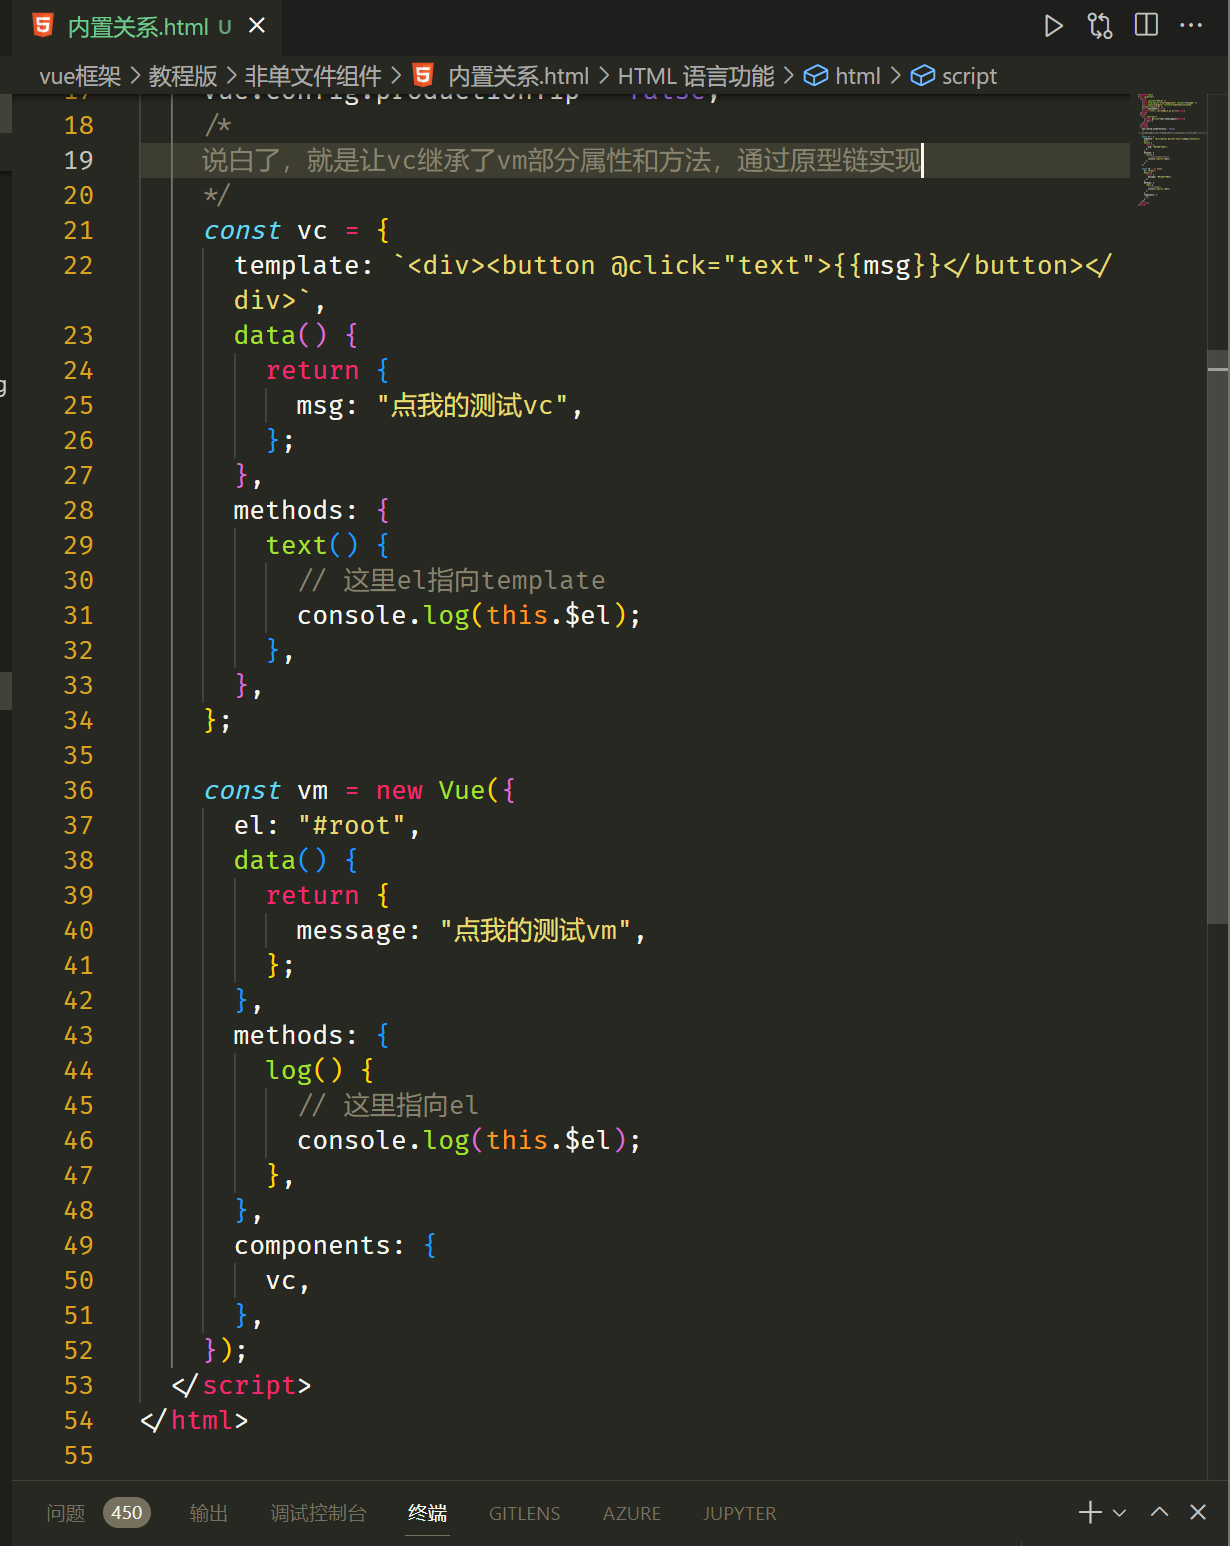 内置关系.html U
vue框架 > 教程版 > 非单文件组件 > 内置关系.html > HTML 语言功能 > html > script
17 Vue.config.productionTip = false;
18 /*
19 说白了，就是让vc继承了vm部分属性和方法，通过原型链实现
20 */
21 const vc = {
22 template: `<div><button @click="text">{{msg}}</button></
div>`,
23 data() {
24 return {
25 msg: "点我的测试vc",
26 };
27 },
28 methods: {
29 text() {
30 // 这里el指向template
31 console.log(this.$el);
32 },
33 },
34 };
35
36 const vm = new Vue({
37 el: "#root",
38 data() {
39 return {
40 message: "点我的测试vm",
41 };
42 },
43 methods: {
44 log() {
45 // 这里指向el
46 console.log(this.$el);
47 },
48 },
49 components: {
50 vc,
51 },
52 });
53 </script>
54 </html>
55
问题 450 输出 调试控制台 终端 GITLENS AZURE JUPYTER